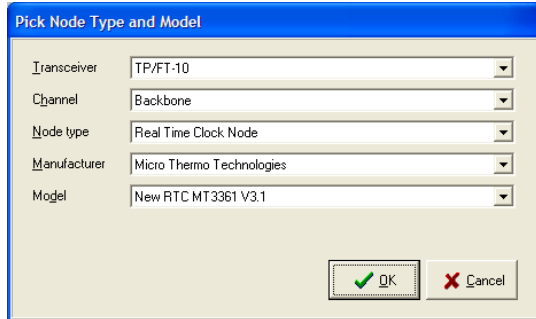 Pick Node Type and Model
Transceiver TP/FT-10
Channel Backbone
Node type Real Time Clock Node
Manufacturer Micro Thermo Technologies
Model New RTC MT3361 V3.1
OK Cancel